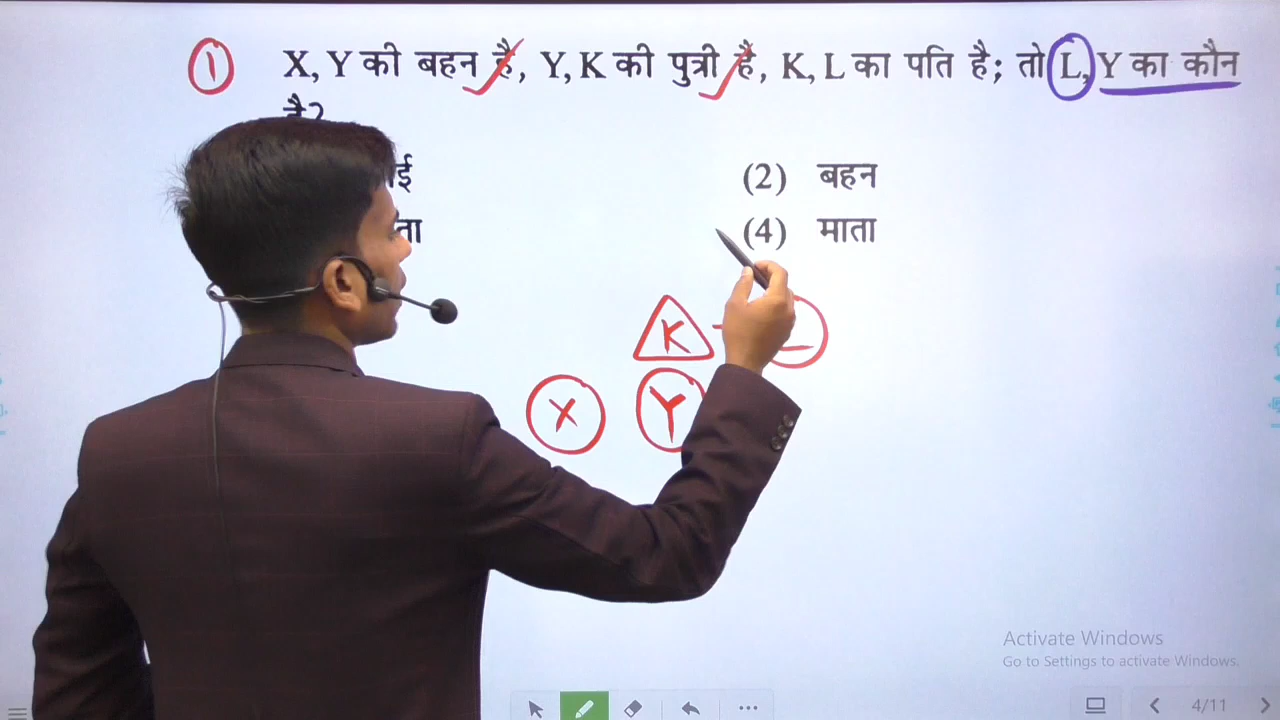 ① X, Y की बहन है, Y, K की पुत्री है, K, L का पति है; तो L, Y का कौन
है?
(2) बहन
(4) माता
K
X
Y
Activate Windows
Go to Settings to activate Windows.
4/11